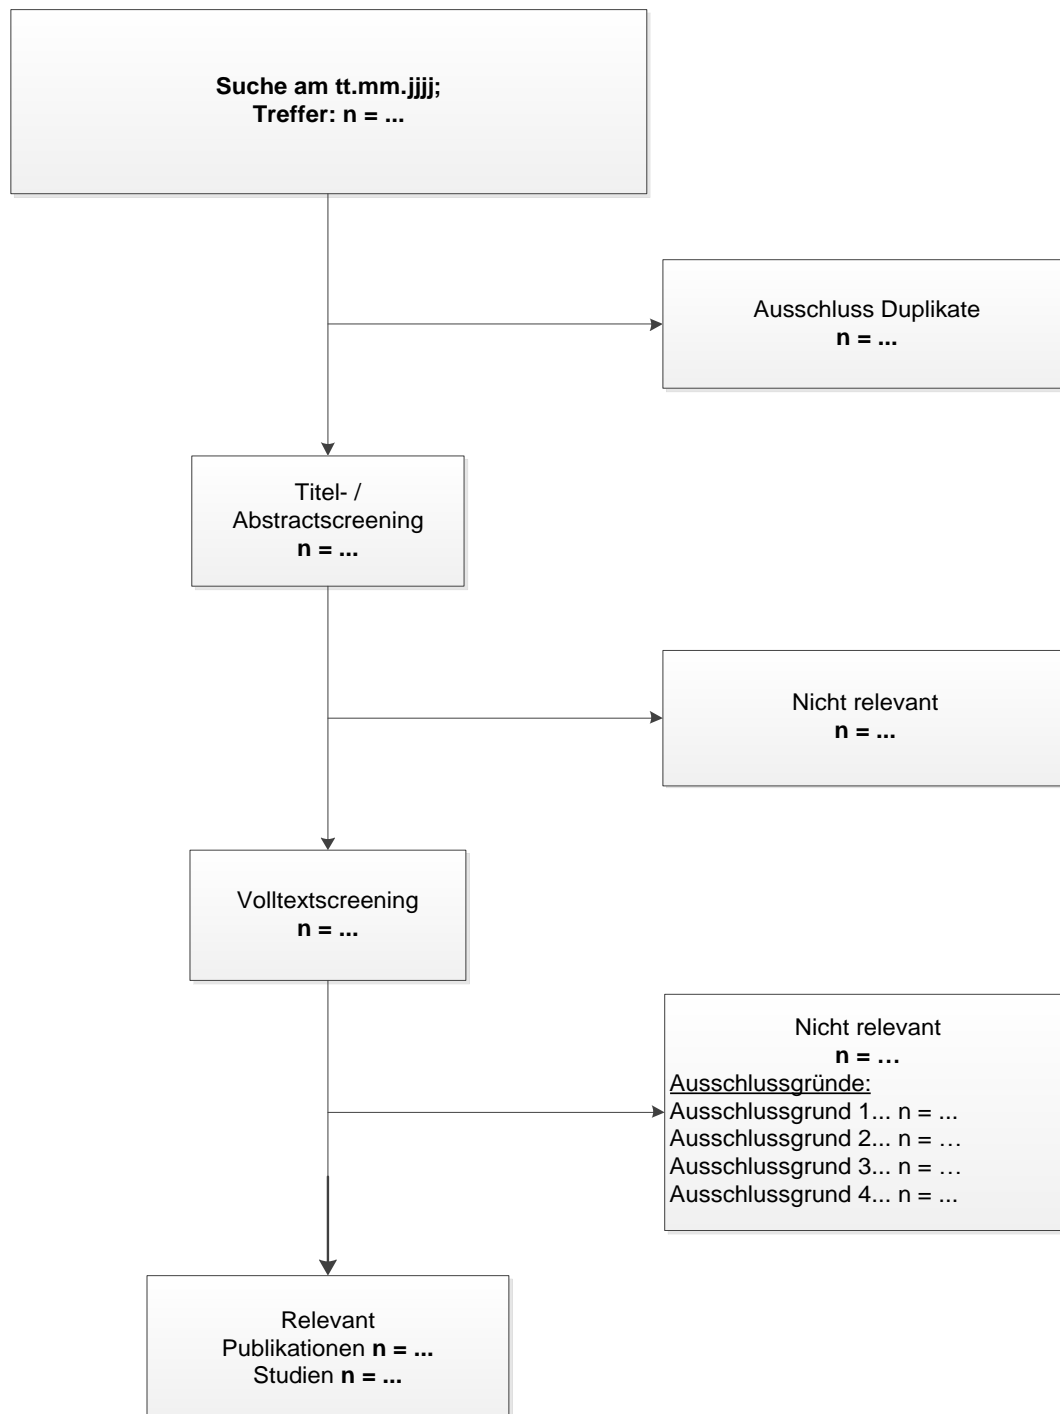 Suche am tt.mm.jjjj;
Treffer: n = ...
Ausschluss Duplikate
n = ...
Titel- /
Abstractscreening
n = ...
Nicht relevant
n = ...
Volltextscreening
n = ...
Nicht relevant
n = …
Ausschlussgründe:
Ausschlussgrund 1... n = ...
Ausschlussgrund 2... n = …
Ausschlussgrund 3... n = …
Ausschlussgrund 4... n = ...
Relevant
Publikationen n = ...
Studien n = ...